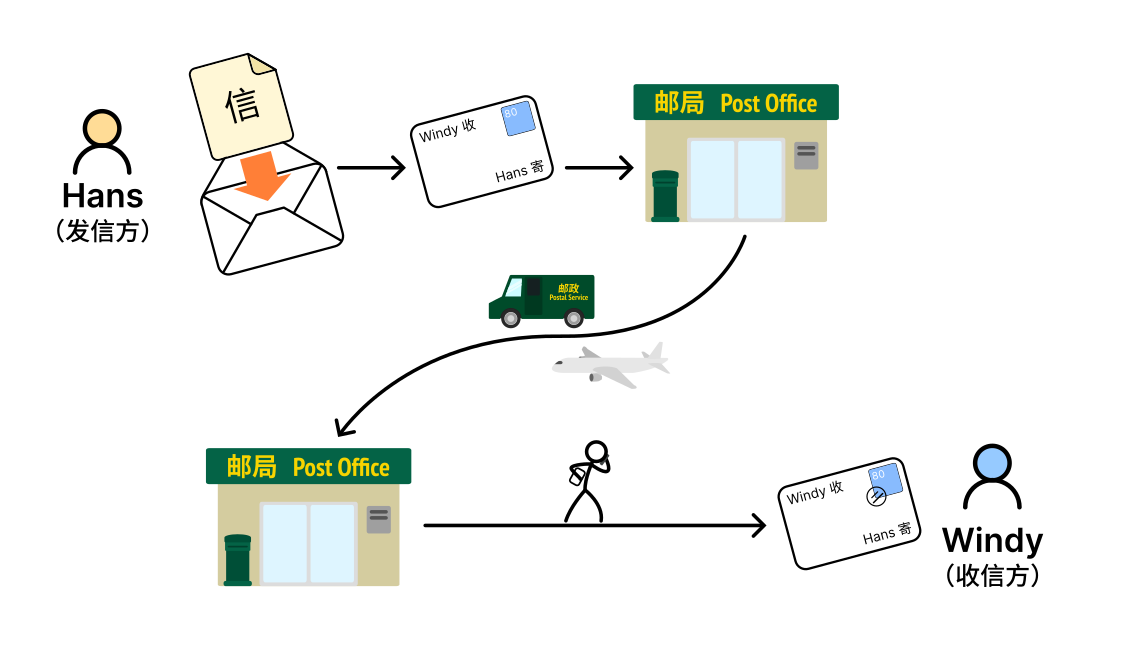 信
Hans
（发信方）
Windy 收
80
Hans 寄
邮局 Post Office
邮政
Postal Service
邮局 Post Office
Windy 收
80
Hans 寄
Windy
（收信方）